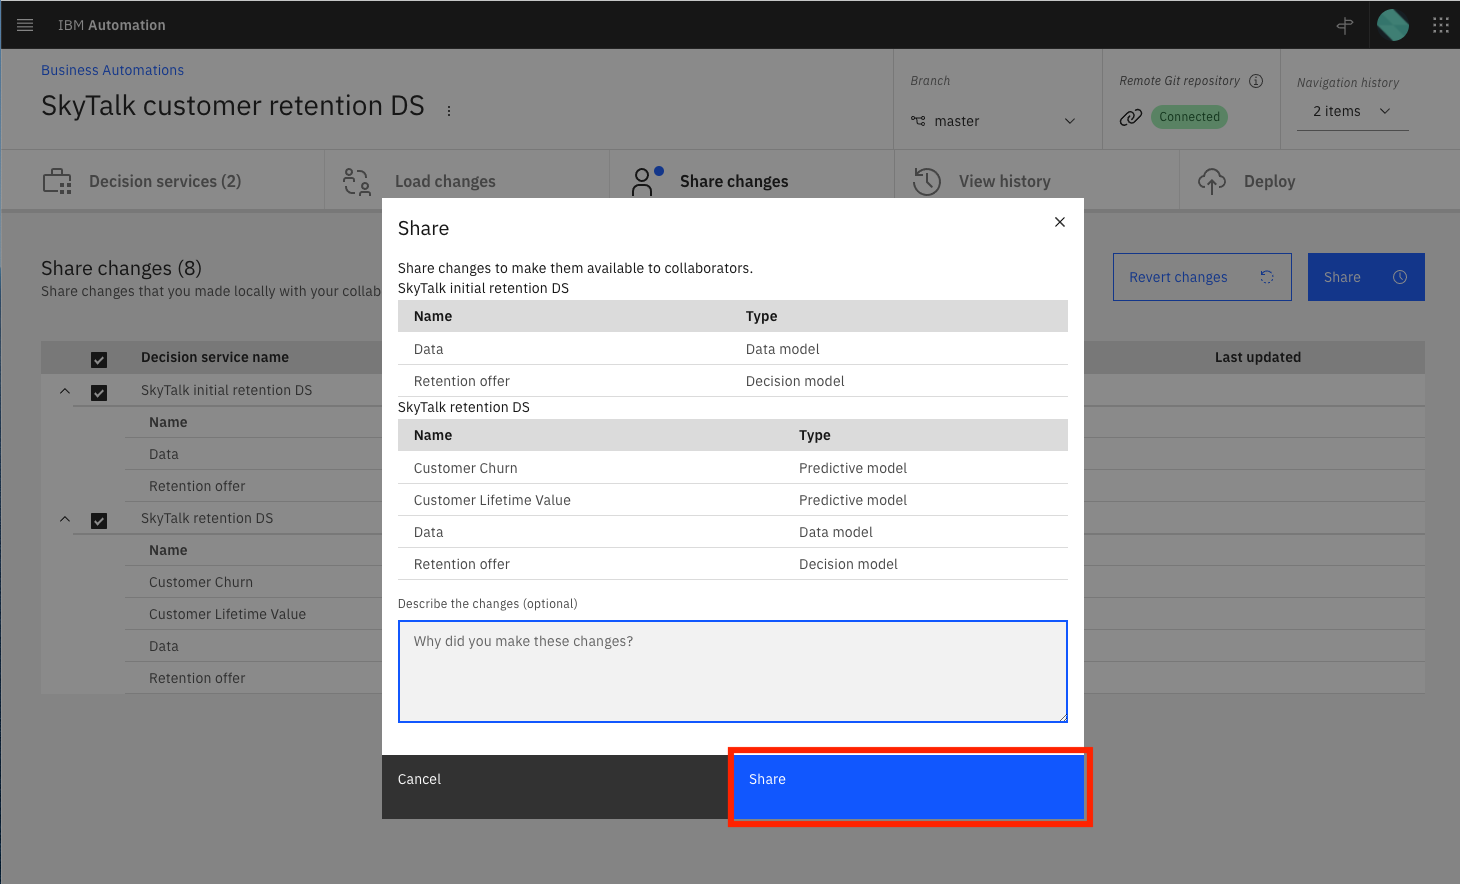 IBM Automation
Business Automations
SkyTalk customer retention DS
Branch
master
Remote Git repository
Connected
Navigation history
2 items
Decision services (2)
Load changes
Share changes
View history
Deploy
Share changes (8)
Share changes that you made locally with your collab
Revert changes
Share
Decision service name
Last updated
SkyTalk initial retention DS
Name
Data
Retention offer
SkyTalk retention DS
Name
Customer Churn
Customer Lifetime Value
Data
Retention offer
Share
Share changes to make them available to collaborators.
SkyTalk initial retention DS
Name Type
Data Data model
Retention offer Decision model
SkyTalk retention DS
Name Type
Customer Churn Predictive model
Customer Lifetime Value Predictive model
Data Data model
Retention offer Decision model
Describe the changes (optional)
Why did you make these changes?
Cancel
Share